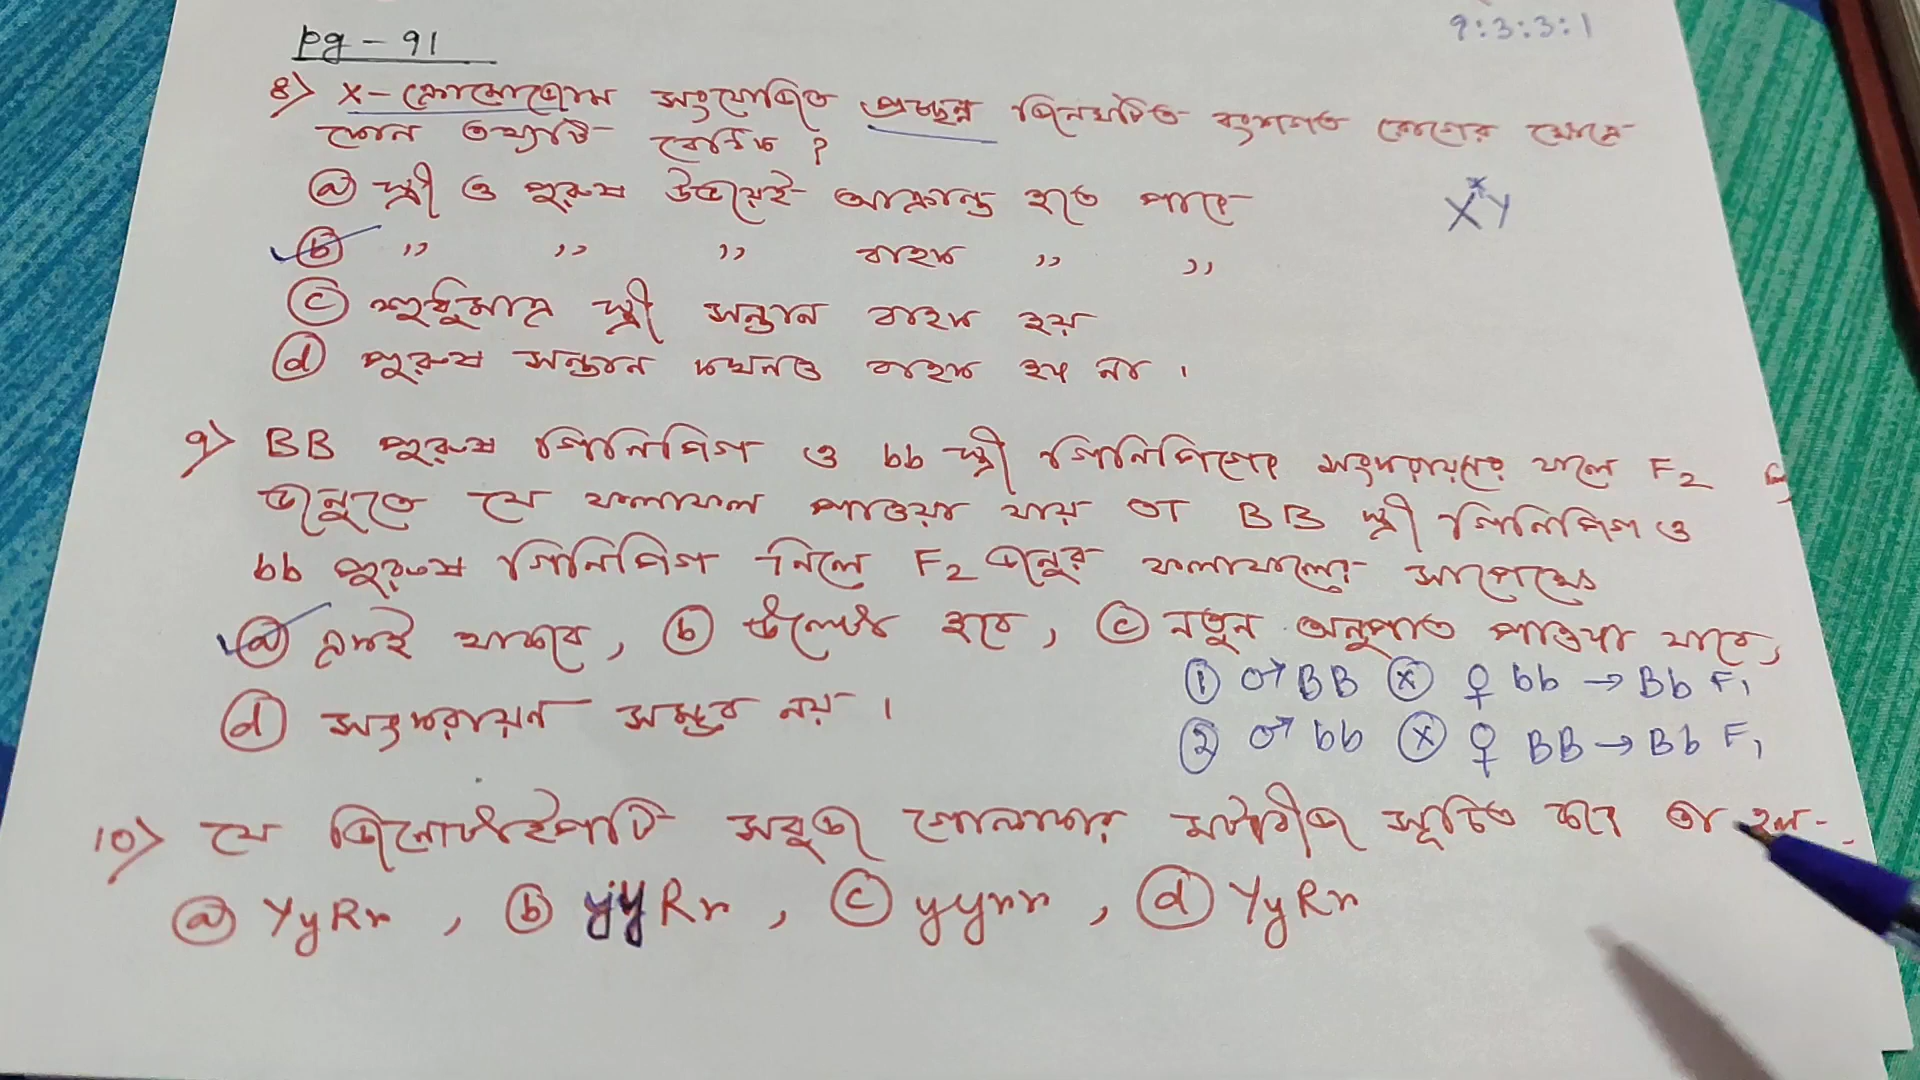 pg - 91
9:3:3:1
8) X-ক্রোমোজোম সংযোজিত প্রচ্ছন্ন জিনঘটিত বংশগত রোগের ক্ষেত্রে
কোন তথ্যটি বেঠিক ?
ⓐ স্ত্রী ও পুরুষ উভয়েই আক্রান্ত হতে পারে
ⓑ ,, ,, ,, বাহক ,, ,,
ⓒ শুধুমাত্র স্ত্রী সন্তান বাহক হয়
ⓓ পুরুষ সন্তান কখনও বাহক হয় না ।
XˣY
9) BB পুরুষ গিনিপিগ ও bb স্ত্রী গিনিপিগের সংকরায়নের ফলে F₂
জনুতে যে ফলাফল পাওয়া যায় তা BB স্ত্রী গিনিপিগ ও
bb পুরুষ গিনিপিগ নিলে F₂ জনুর ফলাফলের সাপেক্ষে
ⓐ একই থাকবে, ⓑ উল্টো হবে, ⓒ নতুন অনুপাত পাওয়া যাবে,
ⓓ সংকরায়ন সম্ভব নয় ।
① ♂ BB ⓧ ♀ bb → Bb F₁
② ♂ bb ⓧ ♀ BB → Bb F₁
10) যে জিনোটাইপটি সবুজ গোলাকার মটরবীজ সূচিত করে তা হল-
ⓐ YyRr , ⓑ yyRr , ⓒ yyrr , ⓓ YyRr